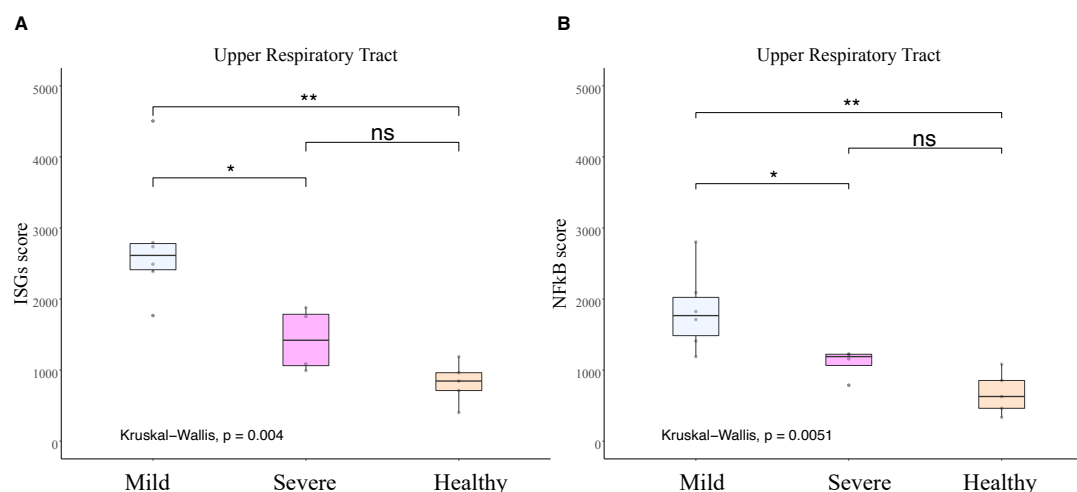 A
Upper Respiratory Tract
ISGs score
5000
4000
3000
2000
1000
0
**
ns
*
Kruskal−Wallis, p = 0.004
Mild Severe Healthy
B
Upper Respiratory Tract
NFkB score
5000
4000
3000
2000
1000
0
**
ns
*
Kruskal−Wallis, p = 0.0051
Mild Severe Healthy